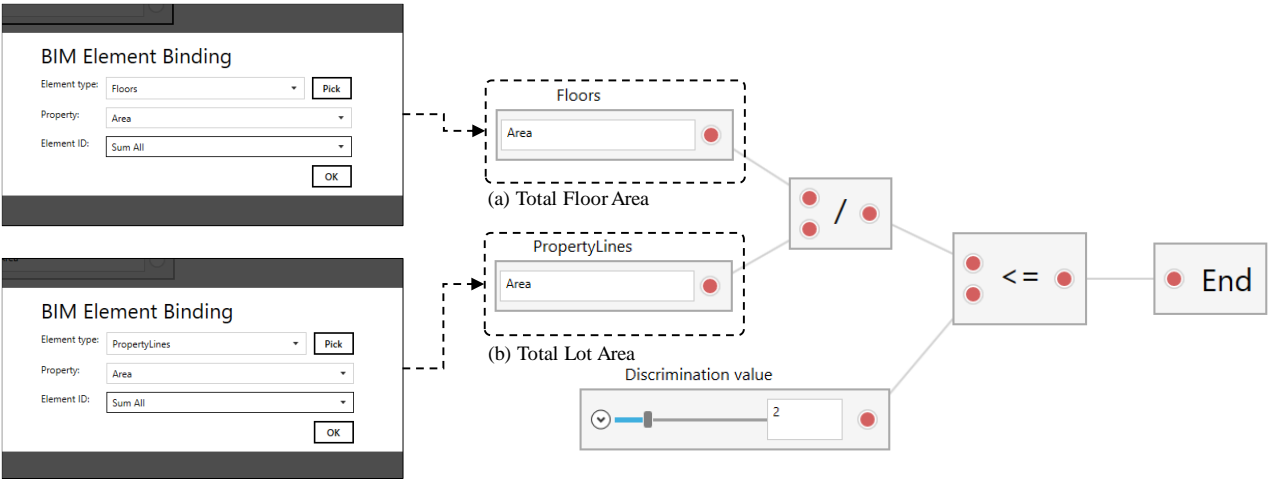 BIM Element Binding
Element type: Floors Pick
Property: Area
Element ID: Sum All
OK
BIM Element Binding
Element type: PropertyLines Pick
Property: Area
Element ID: Sum All
OK
Floors
Area
(a) Total Floor Area
PropertyLines
Area
(b) Total Lot Area
Discrimination value
2
/
<=
End